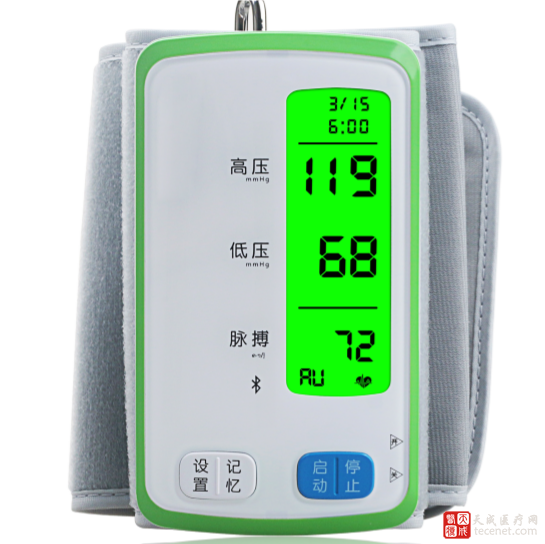 3/15
6:00
高压
mmHg
119
低压
mmHg
68
脉搏
72
AU
设置
记忆
启动
停止
天成医疗网
tecenet.com